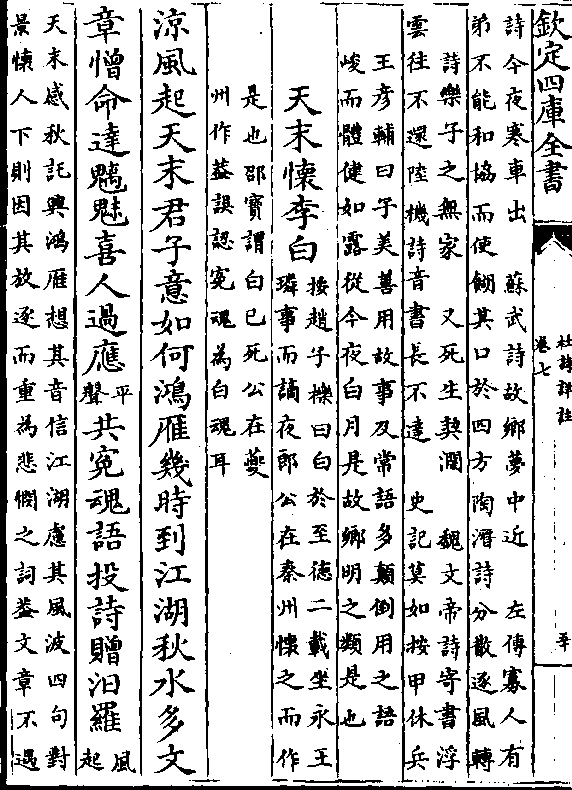 欽定四庫全書
杜詩詳註
卷七
詩今夜寒車出 蘇武詩故鄉夢中近 左傳寡人有
弟不能和協而使餬其口於四方 陶潛詩分散逐風轉
詩樂子之無家 又死生契闊 魏文帝詩寄書浮
雲往不還陸機詩音書長不達 史記莫如按甲休兵
王彥輔曰子美善用故事及常語多顛倒用之語
峻而體健如露從今夜白月是故鄉明之類是也
天末懷李白
按趙子櫟曰白於至德二載坐永王
璘事而謫夜郎公在秦州懷之而作
是也邵寶謂白已死公在夔
州作葢誤認寃魂為白魂耳
涼風起天末君子意如何鴻雁幾時到江湖秋水多文
章憎命達魑魅喜人過應平聲共寃魂語投詩贈汨羅風起
天末感秋託興鴻雁想其音信江湖慮其風波四句對
景懷人下則因其放逐而重為悲憫之詞葢文章不遇